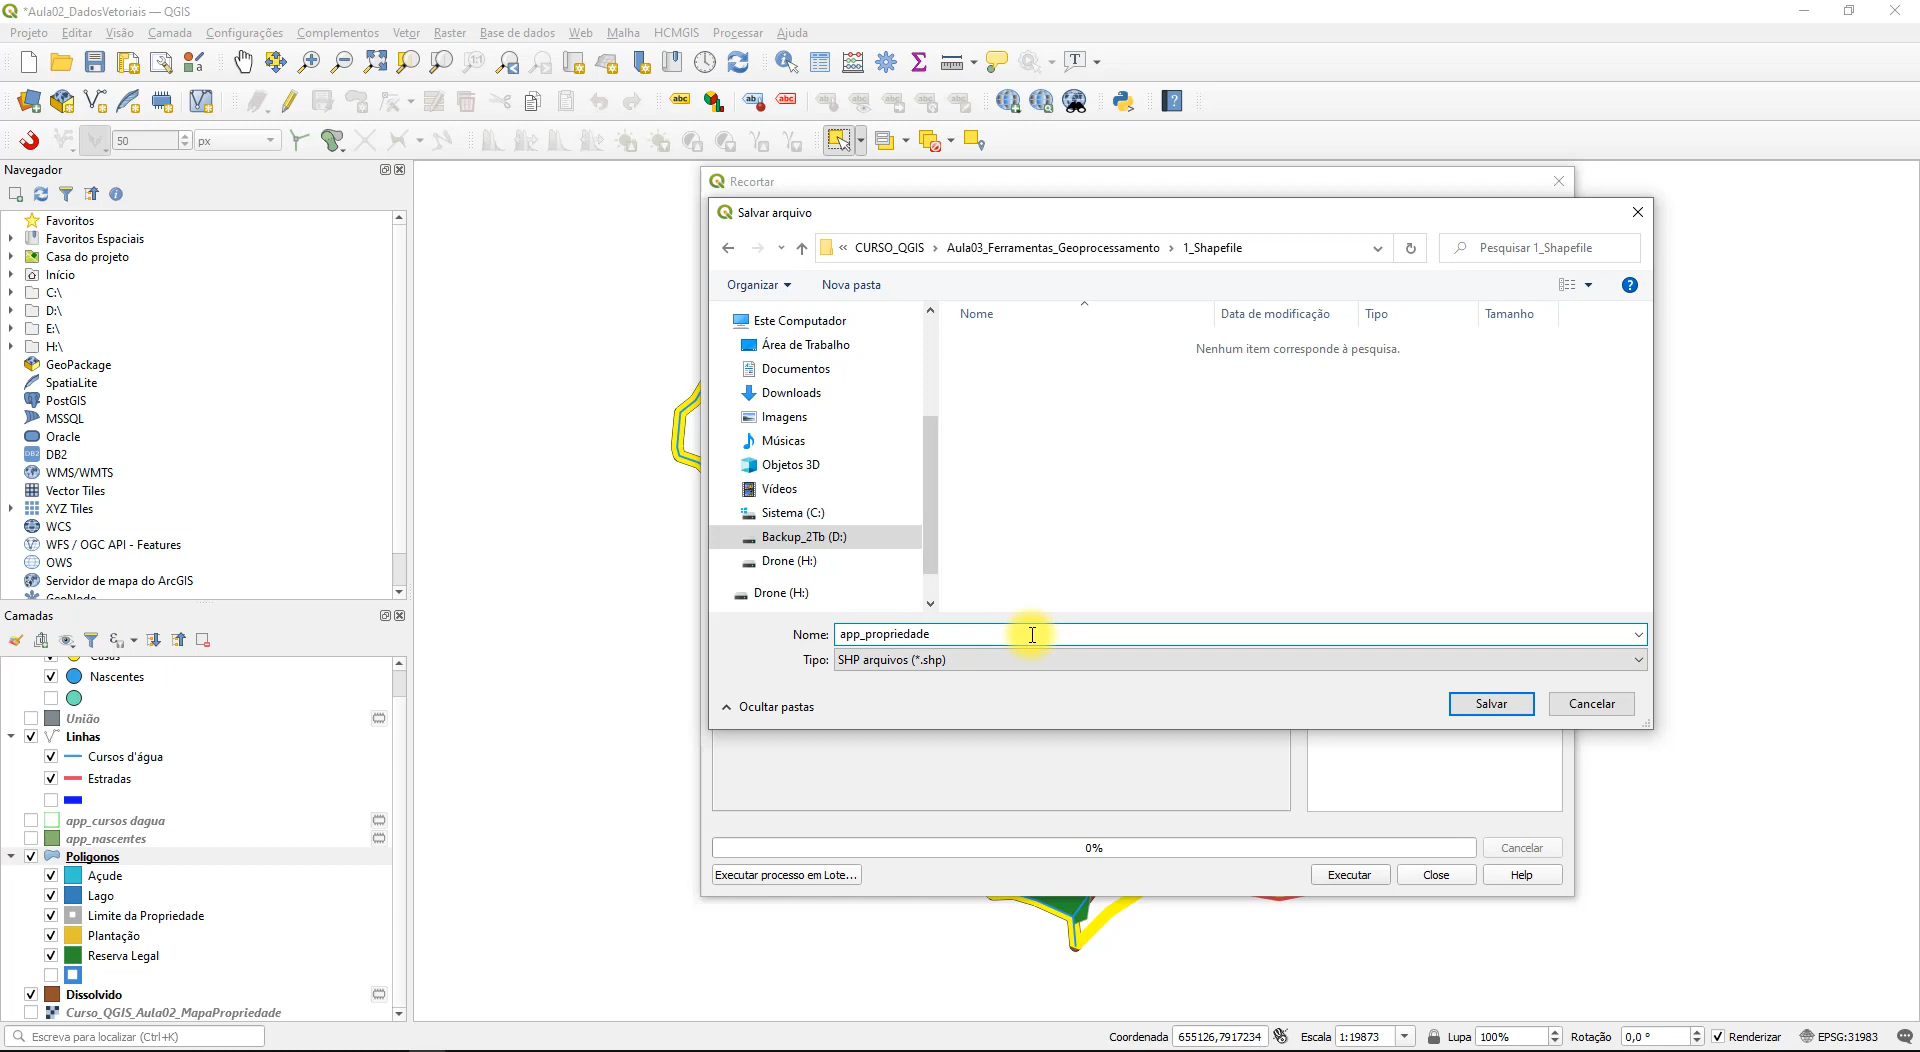 *Aula02_DadosVetoriais — QGIS
Projeto Editar Visão Camada Configurações Complementos Vetor Raster Base de dados Web Malha HCMGIS Processar Ajuda
50 px
Navegador
Favoritos
Favoritos Espaciais
Casa do projeto
Início
C:\
D:\
E:\
H:\
GeoPackage
SpatiaLite
PostGIS
MSSQL
Oracle
DB2
WMS/WMTS
Vector Tiles
XYZ Tiles
WCS
WFS / OGC API - Features
OWS
Servidor de mapa do ArcGIS
GeoNode
Camadas
Casas
Nascentes
União
Linhas
Cursos d'água
Estradas
app_cursos dagua
app_nascentes
Poligonos
Açude
Lago
Limite da Propriedade
Plantação
Reserva Legal
Dissolvido
Curso_QGIS_Aula02_MapaPropriedade
Recortar
Salvar arquivo
« CURSO_QGIS › Aula03_Ferramentas_Geoprocessamento › 1_Shapefile
Pesquisar 1_Shapefile
Organizar Nova pasta
Este Computador
Área de Trabalho
Documentos
Downloads
Imagens
Músicas
Objetos 3D
Vídeos
Sistema (C:)
Backup_2Tb (D:)
Drone (H:)
Drone (H:)
Nome Data de modificação Tipo Tamanho
Nenhum item corresponde à pesquisa.
Nome: app_propriedade
Tipo: SHP arquivos (*.shp)
Ocultar pastas
Salvar Cancelar
0% Cancelar
Executar processo em Lote... Executar Close Help
Escreva para localizar (Ctrl+K)
Coordenada 655126,7917234 Escala 1:19873 Lupa 100% Rotação 0,0 ° Renderizar EPSG:31983